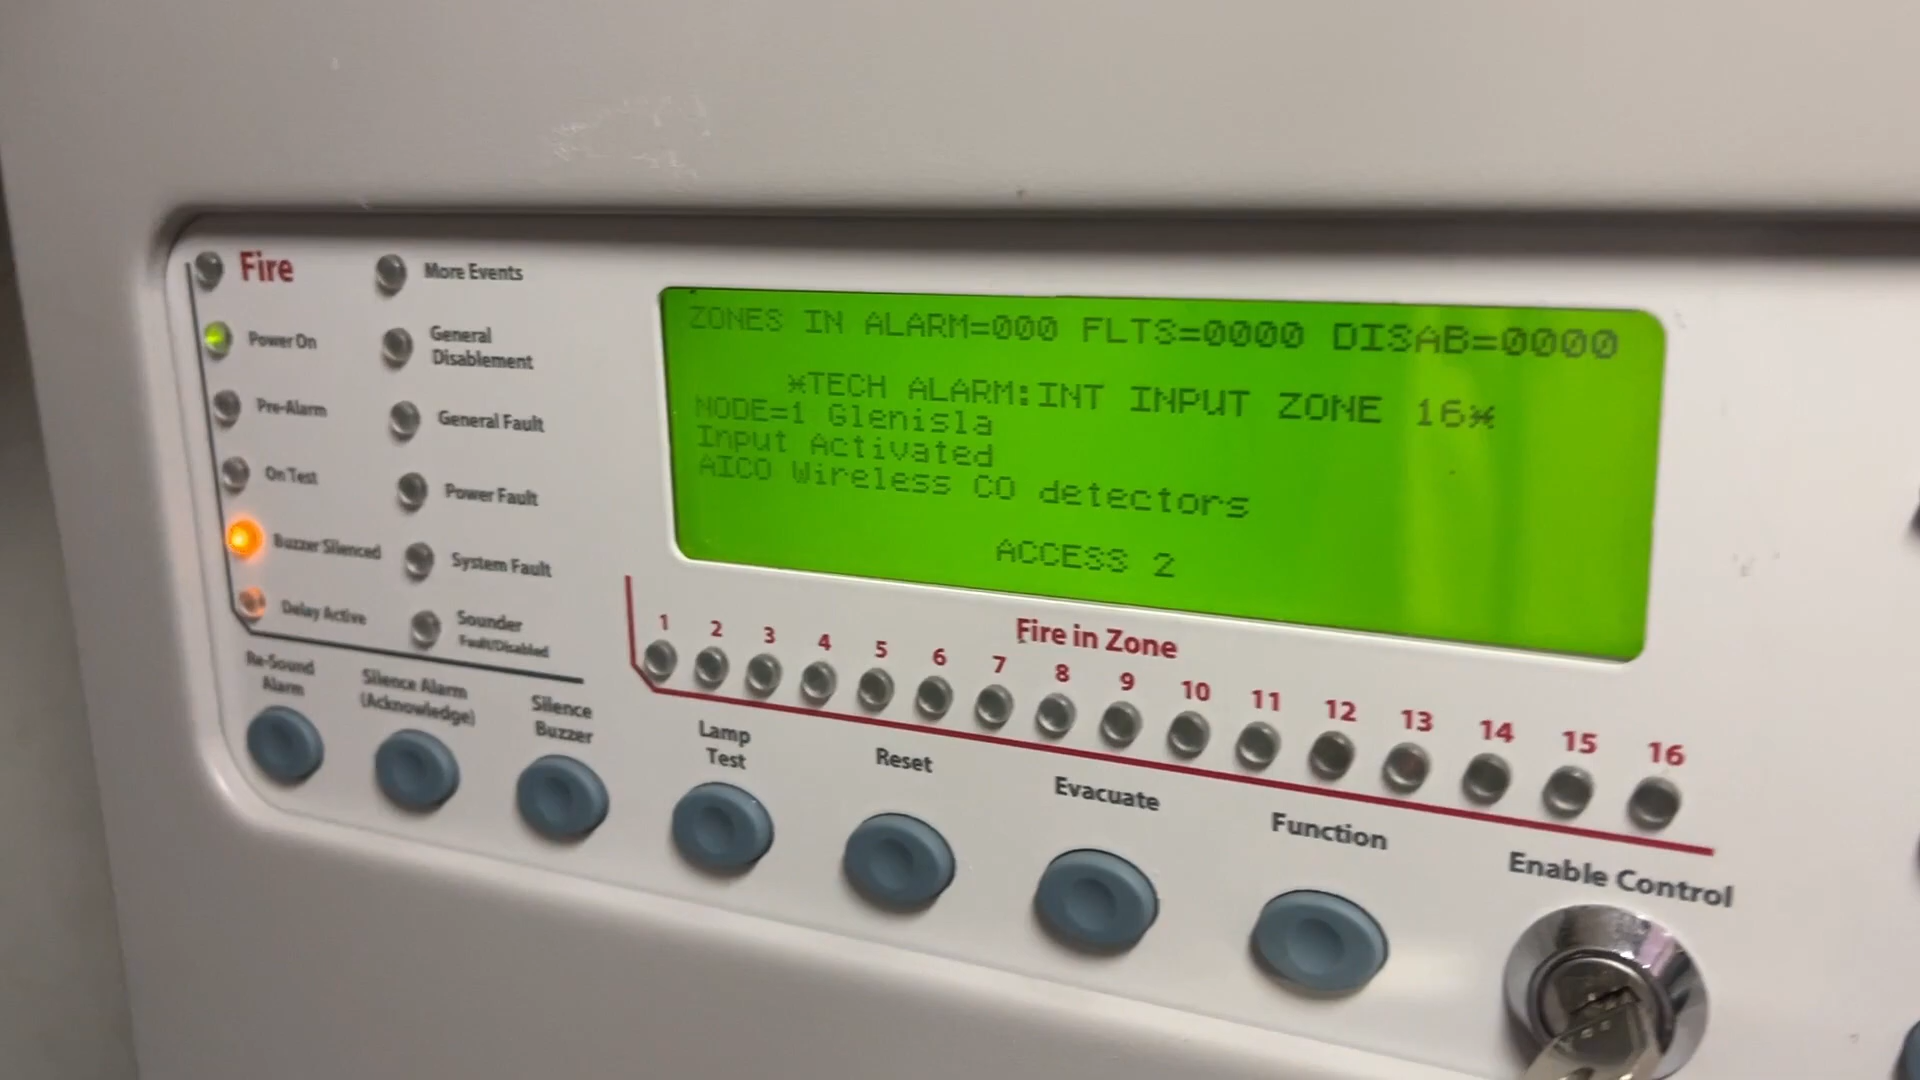 Fire
More Events
Power On
General
Disablement
Pre-Alarm
General Fault
On Test
Power Fault
Buzzer Silenced
System Fault
Delay Active
Sounder
Fault/Disabled
ZONES IN ALARM=000 FLTS=0000 DISAB=0000
*TECH ALARM:INT INPUT ZONE 16*
NODE=1 Glenisla
Input Activated
AICO Wireless CO detectors
ACCESS 2
Fire in Zone
1 2 3 4 5 6 7 8 9 10 11 12 13 14 15 16
Re-Sound
Alarm
Silence Alarm
(Acknowledge)
Silence
Buzzer
Lamp
Test
Reset
Evacuate
Function
Enable Control